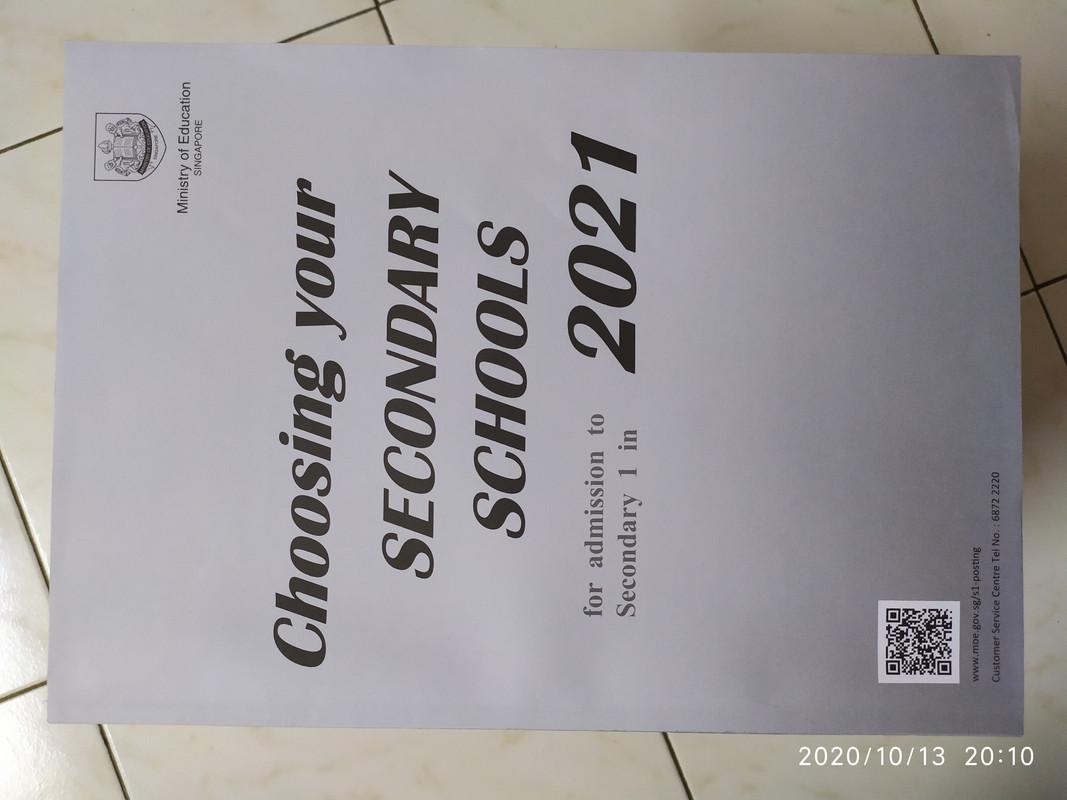 Ministry of Education
SINGAPORE
Choosing your
SECONDARY
SCHOOLS
for admission to
Secondary 1 in
2021
www.moe.gov.sg/s1-posting
Customer Service Centre Tel No. : 6872 2220
2020/10/13 20:10